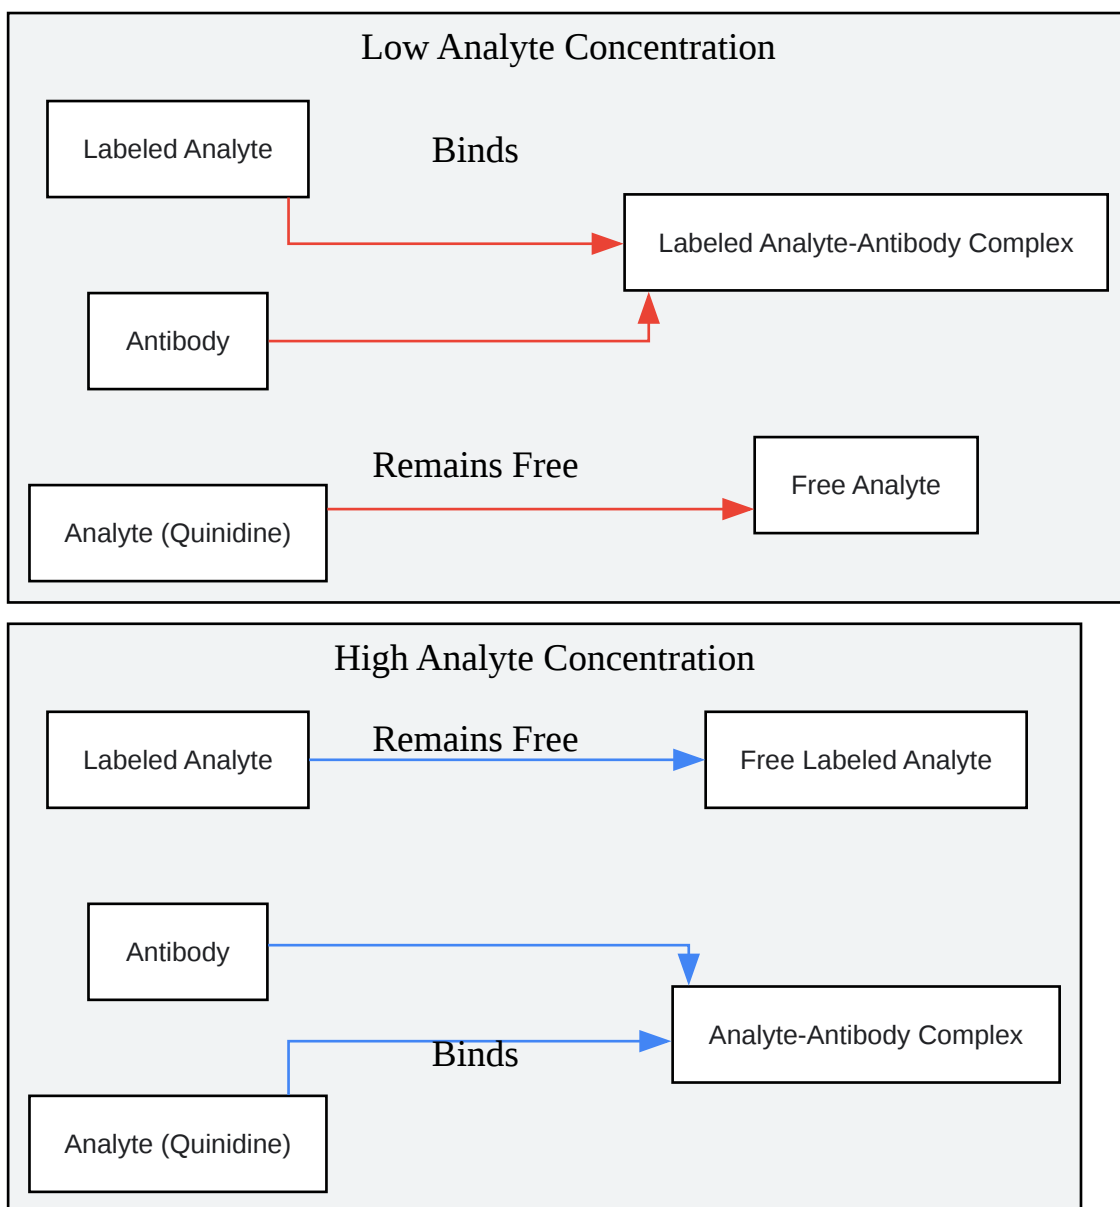 Low Analyte Concentration
Labeled Analyte
Binds
Labeled Analyte-Antibody Complex
Antibody
Remains Free
Free Analyte
Analyte (Quinidine)
High Analyte Concentration
Labeled Analyte
Remains Free
Free Labeled Analyte
Antibody
Analyte-Antibody Complex
Binds
Analyte (Quinidine)